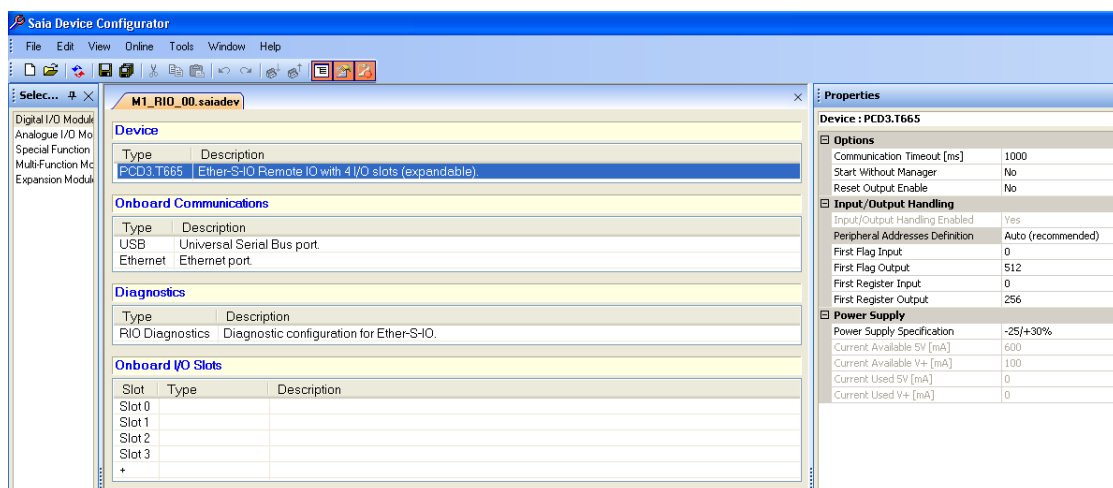 Saia Device Configurator
File Edit View Online Tools Window Help
Selec...
Digital I/O Module
Analogue I/O Mo
Special Function
Multi-Function Mo
Expansion Modul
M1_RIO_00.saiadev
Device
Type Description
PCD3.T665 Ether-S-IO Remote IO with 4 I/O slots (expandable).
Onboard Communications
Type Description
USB Universal Serial Bus port.
Ethernet Ethernet port.
Diagnostics
Type Description
RIO Diagnostics Diagnostic configuration for Ether-S-IO.
Onboard I/O Slots
Slot Type Description
Slot 0
Slot 1
Slot 2
Slot 3
+
Properties
Device : PCD3.T665
Options
Communication Timeout [ms] 1000
Start Without Manager No
Reset Output Enable No
Input/Output Handling
Input/Output Handling Enabled Yes
Peripheral Addresses Definition Auto (recommended)
First Flag Input 0
First Flag Output 512
First Register Input 0
First Register Output 256
Power Supply
Power Supply Specification -25/+30%
Current Available 5V [mA] 600
Current Available V+ [mA] 100
Current Used 5V [mA] 0
Current Used V+ [mA] 0